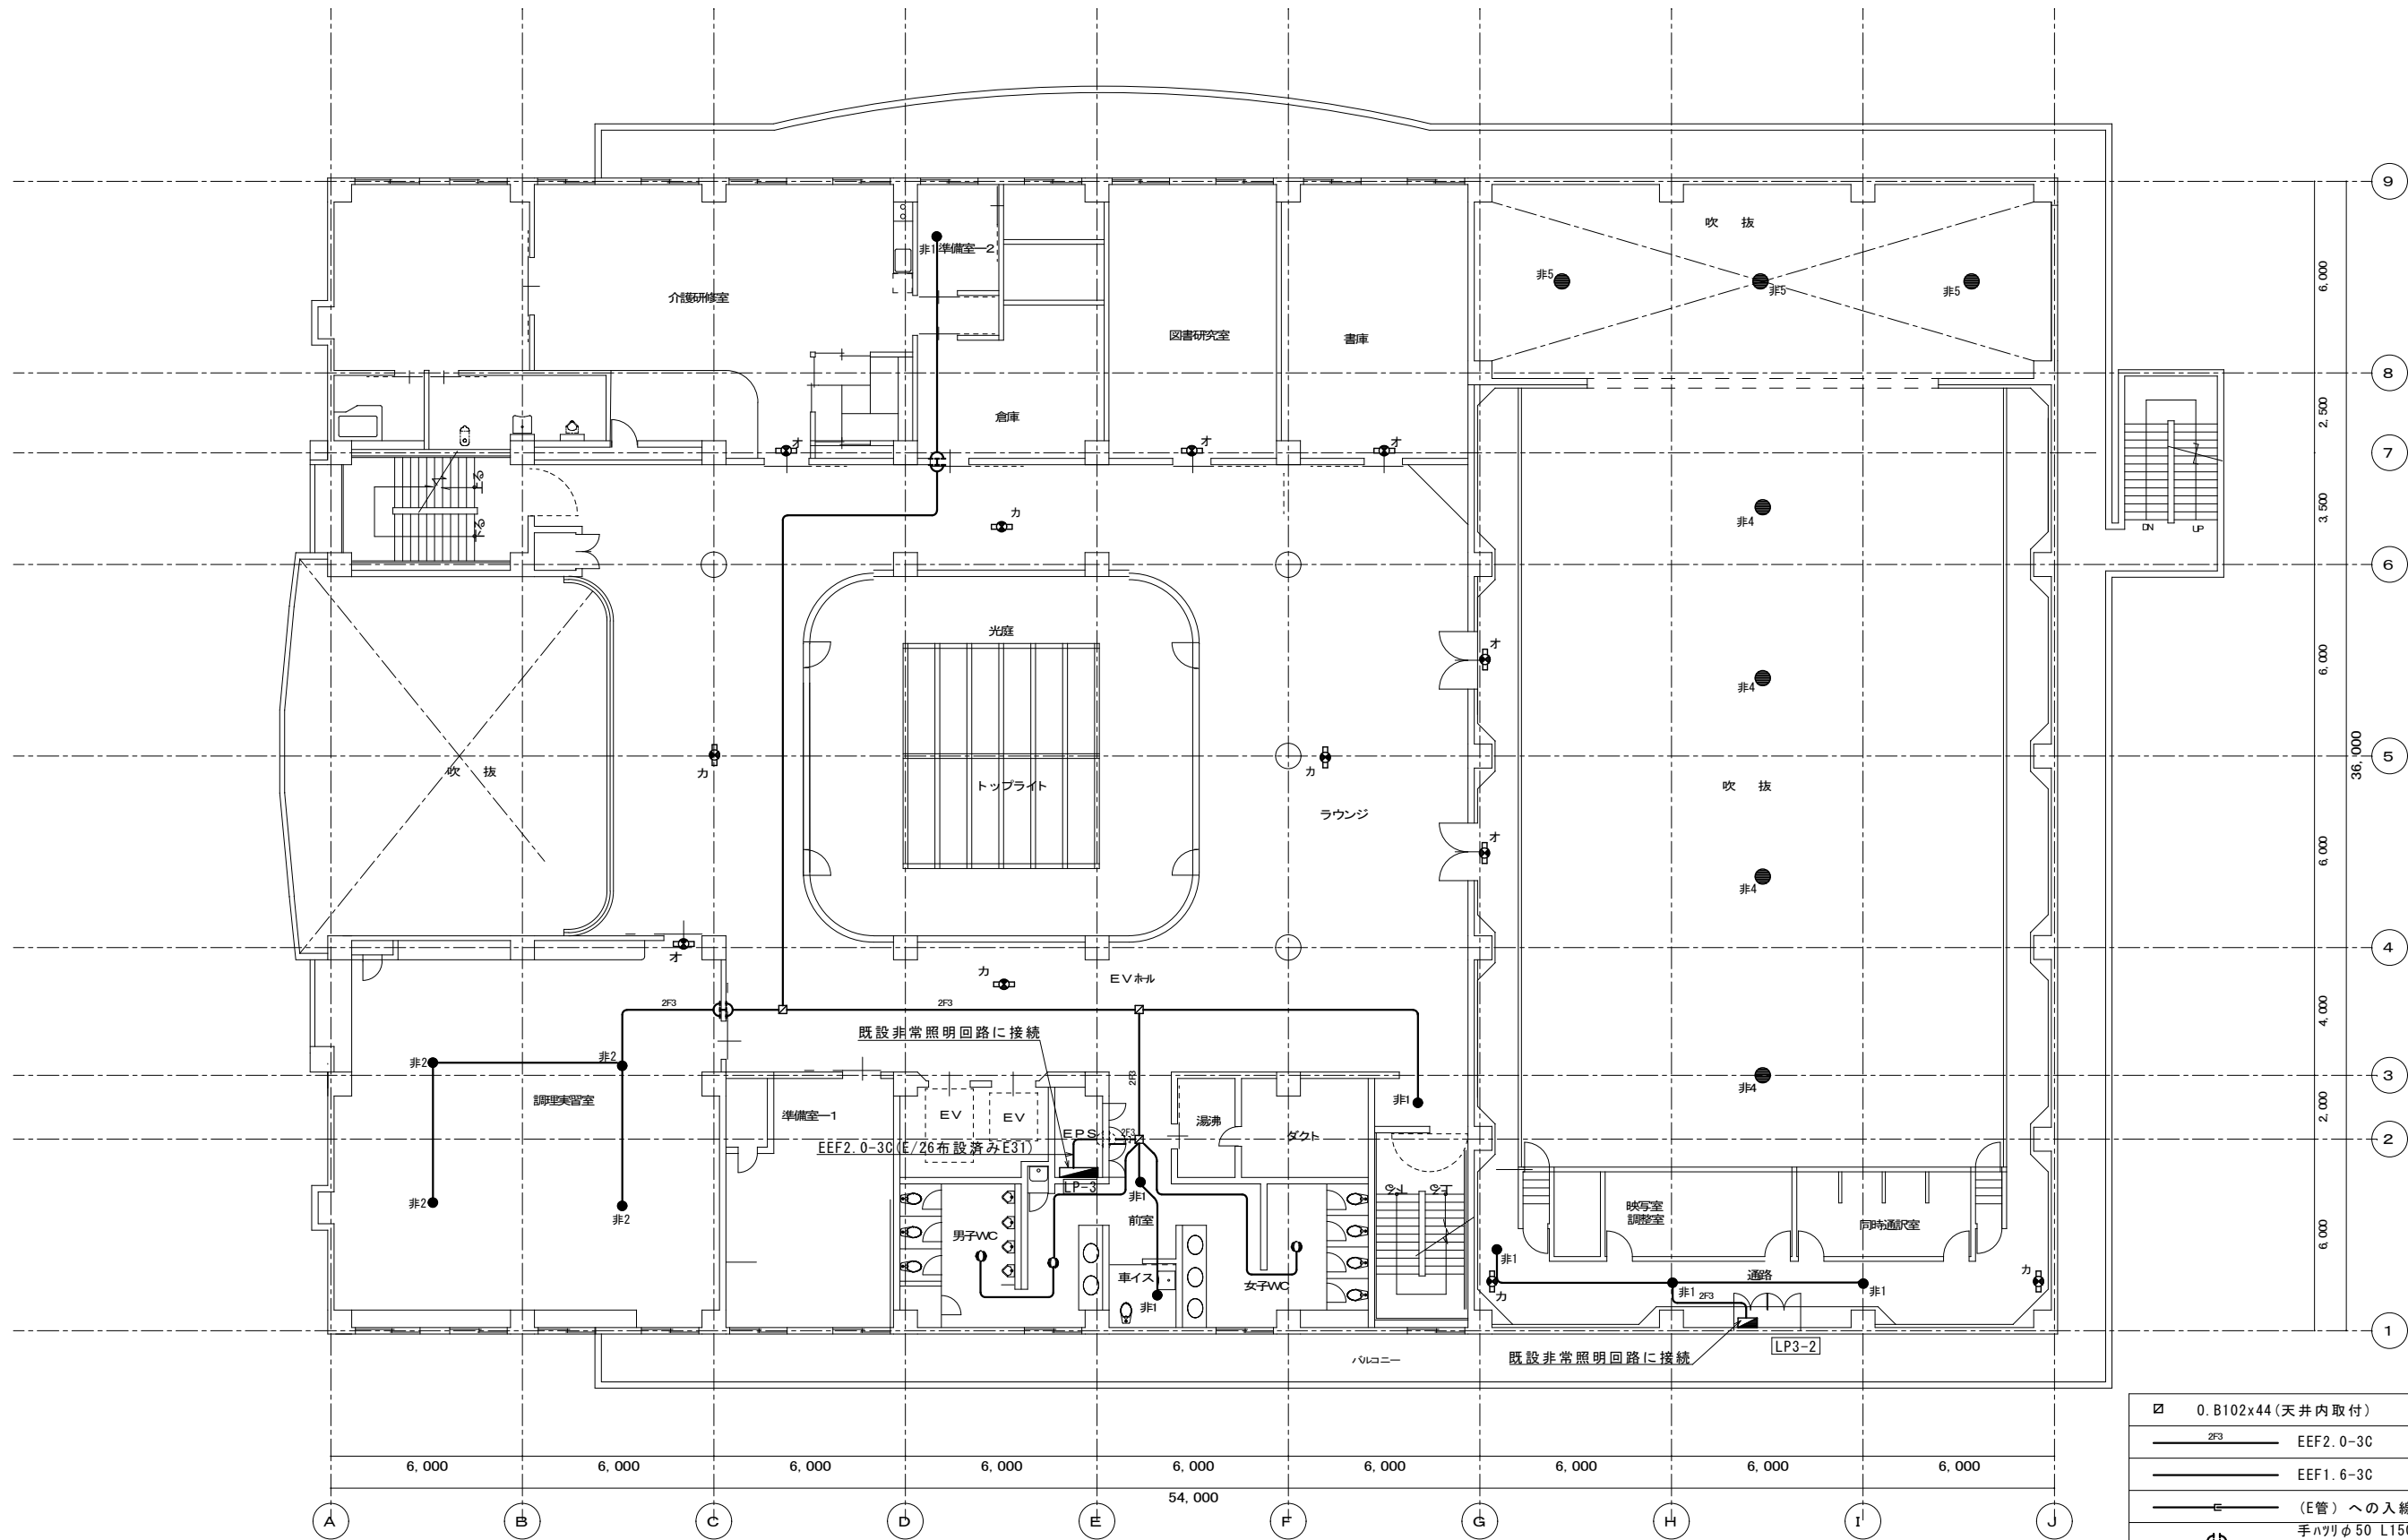 9
吹　抜
非1
準備室ー2
非5
非5
非5
6,000
介護研修室
図書研究室
書庫
8
2,500
倉庫
オ
オ
オ
7
カ
非4
3,500
DN
UP
6
光庭
オ
6,000
非4
36,000
5
吹　抜
カ
トップライト
カ
吹　抜
ラウンジ
オ
6,000
非4
オ
4
カ
EVホール
2F3
2F3
4,000
既設非常照明回路に接続
非2
非2
2F3
非4
3
調理実習室
準備室ー1
EV
EV
湯沸
非1
2,000
EPS
2F3
ダクト
2
EEF2.0-3C(E/26布設済みE31)
LP-3
非2
非2
非1
前室
男子WC
映写室
調整室
同時通訳室
6,000
車イス
女子WC
非1
非1
通路
カ
カ
非1
2F3
非1
1
バルコニー
既設非常照明回路に接続
LP3-2
O.B102x44(天井内取付)
2F3
EEF2.0-3C
EEF1.6-3C
(E管) への入線
手ハツリφ50
6,000
6,000
6,000
6,000
6,000
6,000
6,000
6,000
6,000
54,000
A
B
C
D
E
F
G
H
I
J